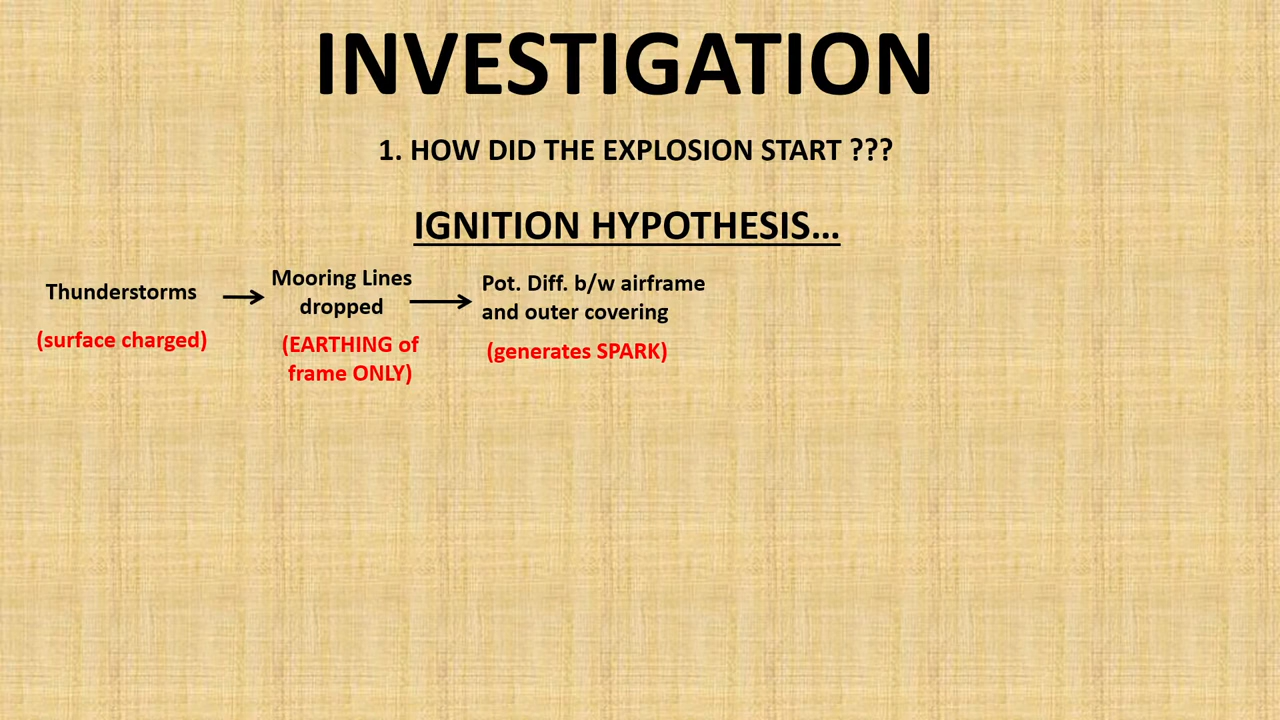 INVESTIGATION
1. HOW DID THE EXPLOSION START ???
IGNITION HYPOTHESIS...
Thunderstorms
(surface charged)
Mooring Lines
dropped
(EARTHING of
frame ONLY)
Pot. Diff. b/w airframe
and outer covering
(generates SPARK)